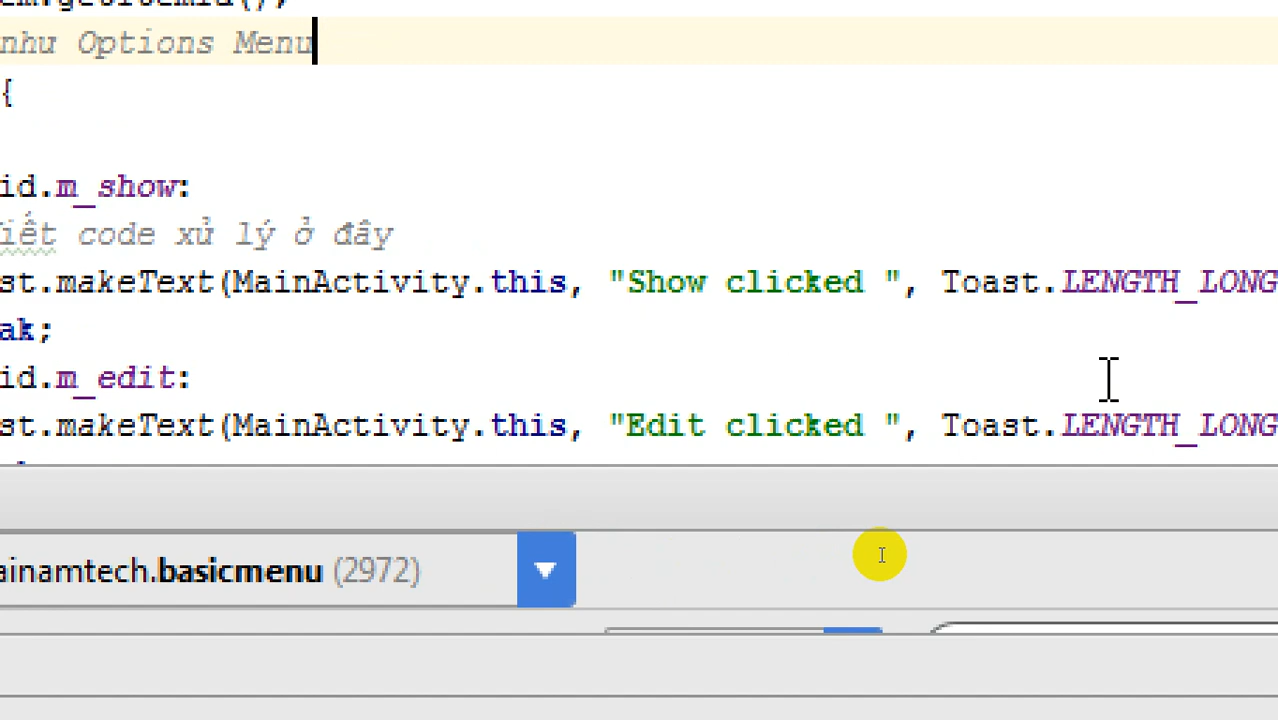 như Options Menu
{
id.m_show:
iết code xử lý ở đây
st.makeText(MainActivity.this, "Show clicked ", Toast.LENGTH_LONG
ak;
id.m_edit:
st.makeText(MainActivity.this, "Edit clicked ", Toast.LENGTH_LONG
ainamtech.basicmenu (2972)